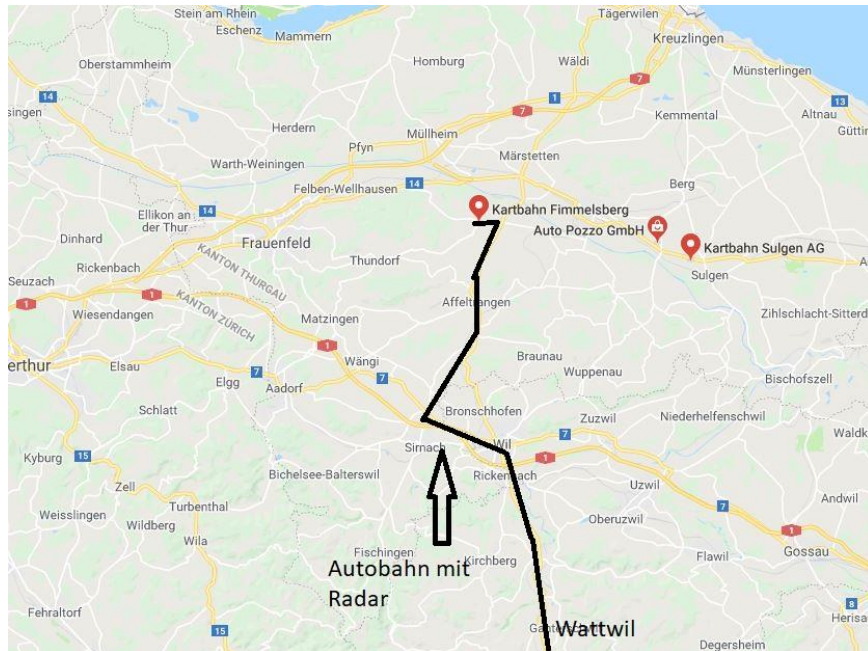 Tägerwilen
Stein am Rhein
Eschenz
Mammern
Kreuzlingen
Homburg
Wäldi
Oberstammheim
7
Münsterlingen
14
1
13
7
Altnau
Kemmental
Herdern
Müllheim
Pfyn
Märstetten
Warth-Weiningen
Felben-Wellhausen
14
Berg
14
Kartbahn Fimmelsberg
Ellikon an
der Thur
Auto Pozzo GmbH
Dinhard
Frauenfeld
Kartbahn Sulgen AG
Rickenbach
Thundorf
Sulgen
Seuzach
KANTON THURGAU
KANTON ZÜRICH
1
1
Affeltrangen
Wiesendangen
Matzingen
Zihlschlacht-Sitterd
1
Braunau
erthur
Elsau
Wängi
7
7
Wuppenau
Elgg
Aadorf
Bischofszell
Schlatt
Bronschhofen
Zuzwil
Niederhelfenschwil
7
Sirnach
Wil
Kyburg
15
1
Bichelsee-Balterswil
Rickenbach
Zell
Uzwil
7
Turbenthal
Andwil
Weisslingen
Wildberg
Oberuzwil
1
Wila
Fischingen
Kirchberg
Flawil
Gossau
Autobahn mit
Radar
8
Fehraltorf
15
Wattwil
Herisau
Degersheim